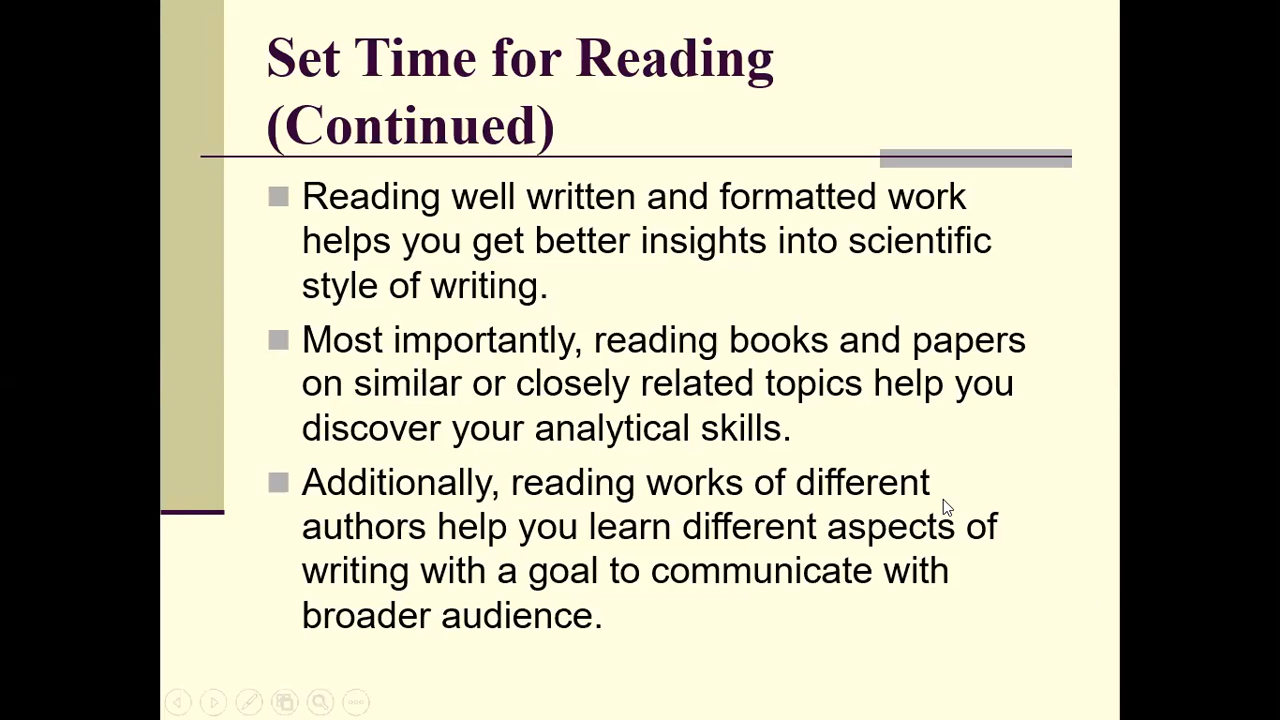 Set Time for Reading
(Continued)
Reading well written and formatted work
helps you get better insights into scientific
style of writing.
Most importantly, reading books and papers
on similar or closely related topics help you
discover your analytical skills.
Additionally, reading works of different
authors help you learn different aspects of
writing with a goal to communicate with
broader audience.